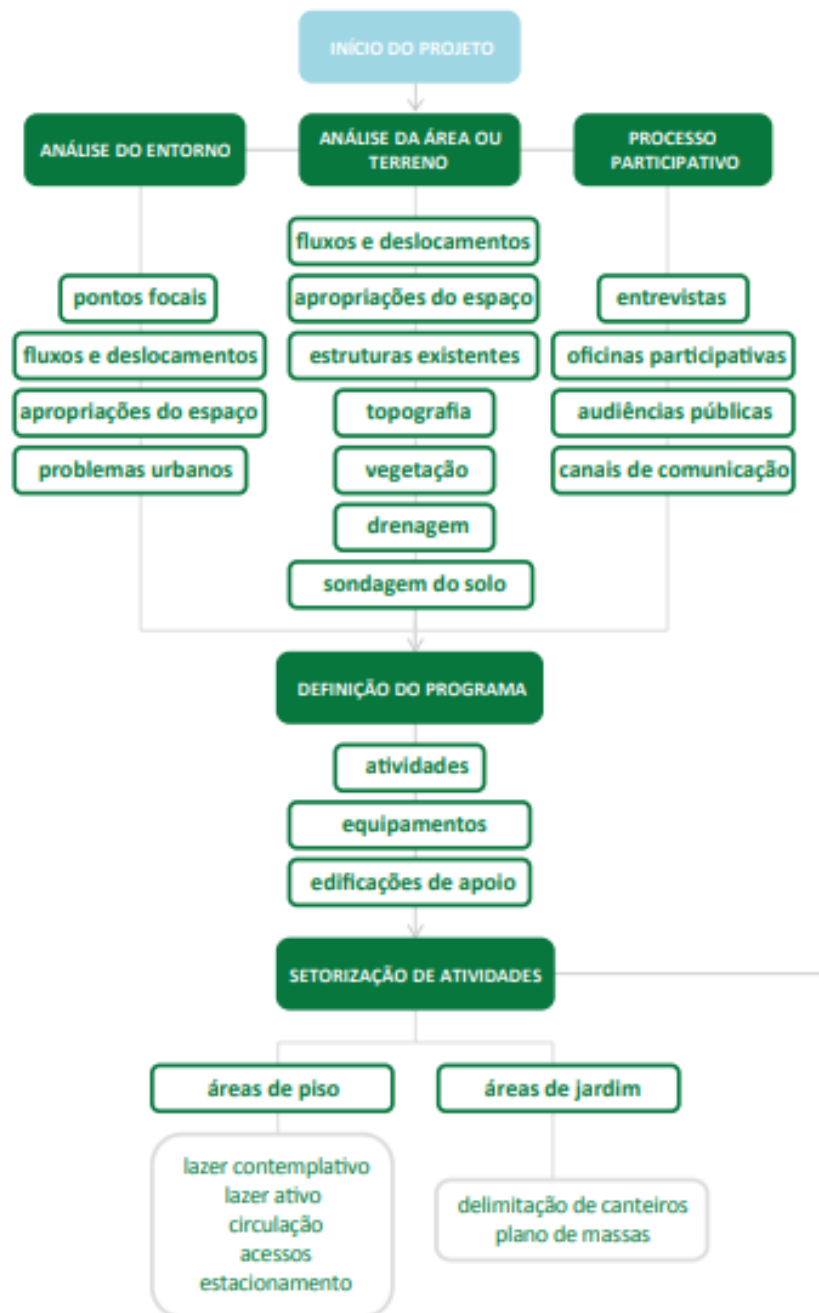 INÍCIO DO PROJETO
ANÁLISE DO ENTORNO
ANÁLISE DA ÁREA OU
TERRENO
PROCESSO
PARTICIPATIVO
pontos focais
fluxos e deslocamentos
apropriações do espaço
problemas urbanos
fluxos e deslocamentos
apropriações do espaço
estruturas existentes
topografia
vegetação
drenagem
sondagem do solo
entrevistas
oficinas participativas
audiências públicas
canais de comunicação
DEFINIÇÃO DO PROGRAMA
atividades
equipamentos
edificações de apoio
SETORIZAÇÃO DE ATIVIDADES
áreas de piso
lazer contemplativo
lazer ativo
circulação
acessos
estacionamento
áreas de jardim
delimitação de canteiros
plano de massas